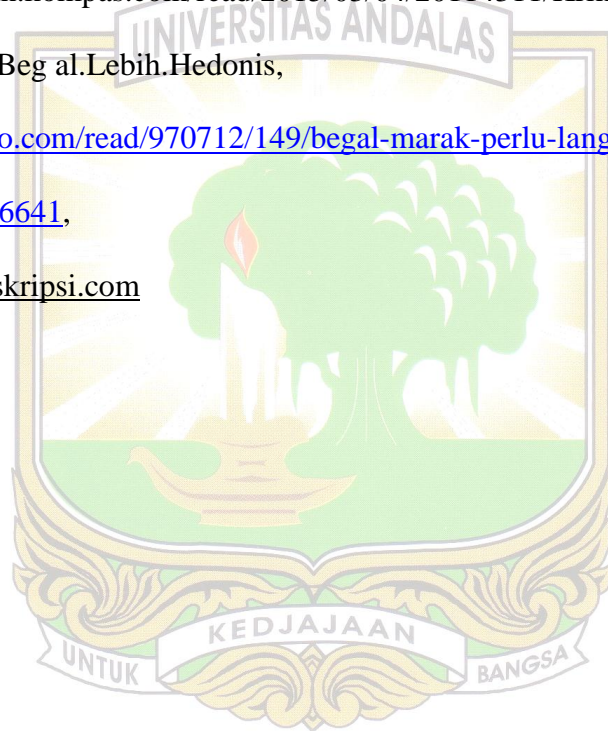 UNIVERSITAS ANDALAS
Beg al.Lebih.Hedonis,
o.com/read/970712/149/begal-marak-perlu-lang
6641,
skripsi.com
KEDJAJAAN
UNTUK BANGSA